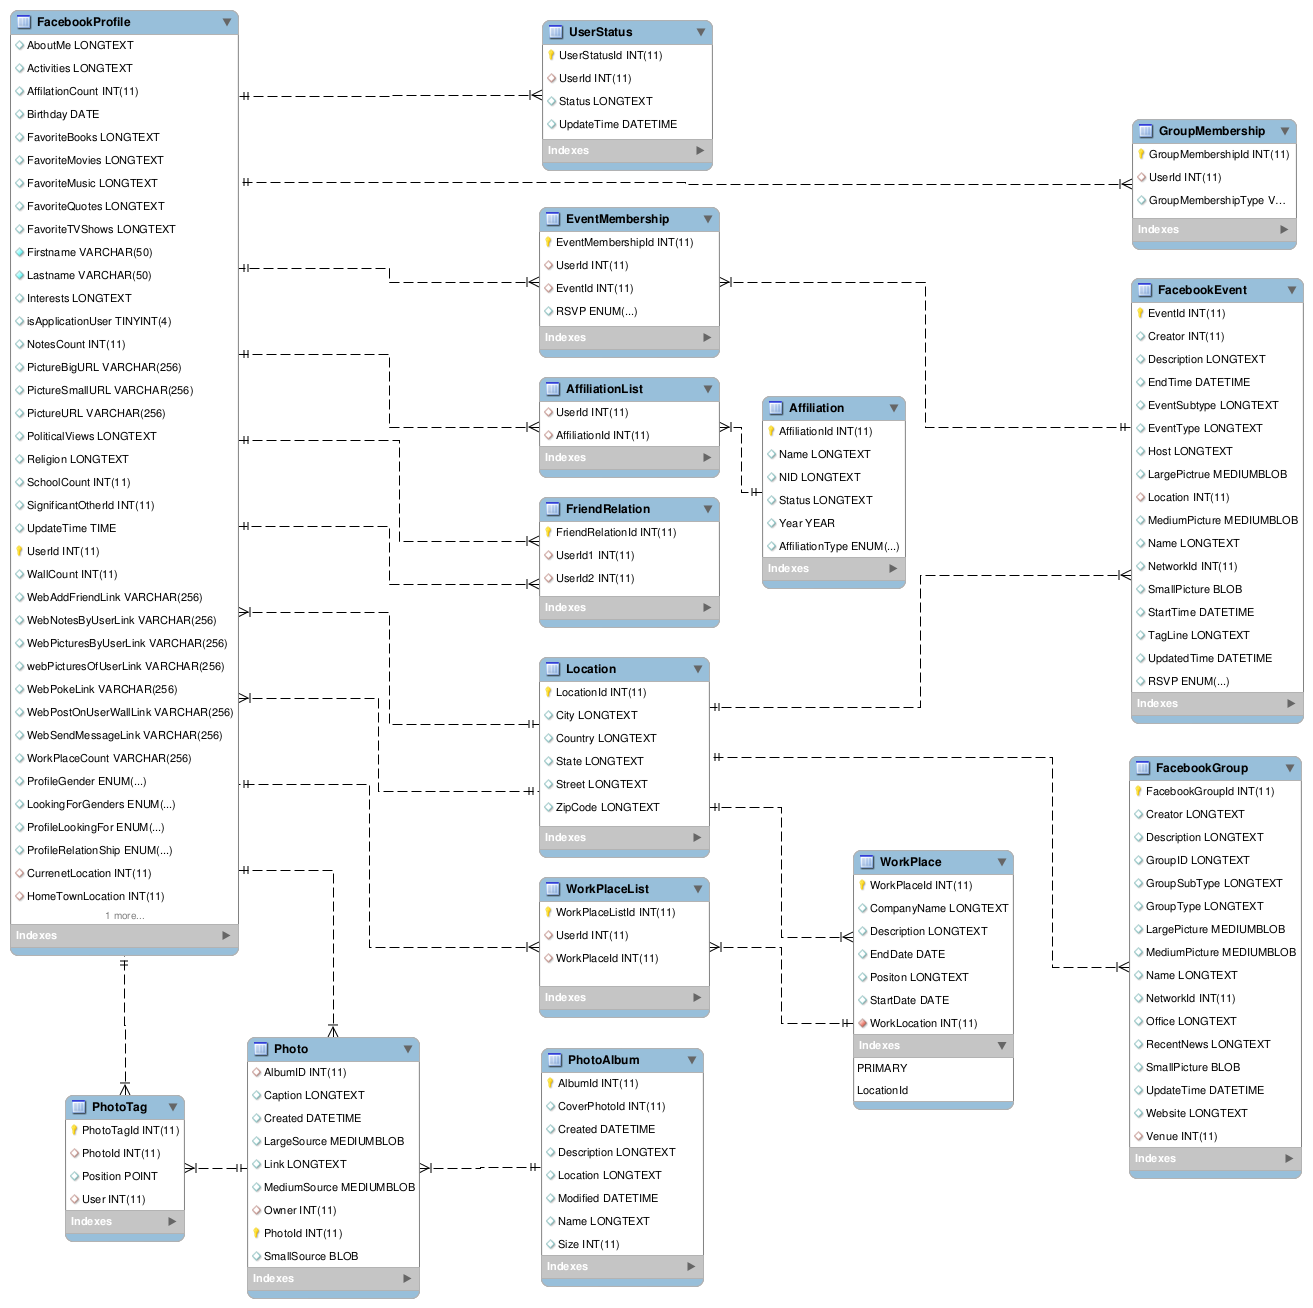 FacebookProfile
AboutMe LONGTEXT
Activities LONGTEXT
AffilationCount INT(11)
Birthday DATE
FavoriteBooks LONGTEXT
FavoriteMovies LONGTEXT
FavoriteMusic LONGTEXT
FavoriteQuotes LONGTEXT
FavoriteTVShows LONGTEXT
Firstname VARCHAR(50)
Lastname VARCHAR(50)
Interests LONGTEXT
isApplicationUser TINYINT(4)
NotesCount INT(11)
PictureBigURL VARCHAR(256)
PictureSmallURL VARCHAR(256)
PictureURL VARCHAR(256)
PoliticalViews LONGTEXT
Religion LONGTEXT
SchoolCount INT(11)
SignificantOtherId INT(11)
UpdateTime TIME
UserId INT(11)
WallCount INT(11)
WebAddFriendLink VARCHAR(256)
WebNotesByUserLink VARCHAR(256)
WebPicturesByUserLink VARCHAR(256)
webPicturesOfUserLink VARCHAR(256)
WebPokeLink VARCHAR(256)
WebPostOnUserWallLink VARCHAR(256)
WebSendMessageLink VARCHAR(256)
WorkPlaceCount VARCHAR(256)
ProfileGender ENUM(...)
LookingForGenders ENUM(...)
ProfileLookingFor ENUM(...)
ProfileRelationShip ENUM(...)
CurrenetLocation INT(11)
HomeTownLocation INT(11)
1 more...
Indexes
UserStatus
UserStatusId INT(11)
UserId INT(11)
Status LONGTEXT
UpdateTime DATETIME
Indexes
GroupMembership
GroupMembershipId INT(11)
UserId INT(11)
GroupMembershipType V...
Indexes
EventMembership
EventMembershipId INT(11)
UserId INT(11)
EventId INT(11)
RSVP ENUM(...)
Indexes
FacebookEvent
EventId INT(11)
Creator INT(11)
Description LONGTEXT
EndTime DATETIME
EventSubtype LONGTEXT
EventType LONGTEXT
Host LONGTEXT
LargePictrue MEDIUMBLOB
Location INT(11)
MediumPicture MEDIUMBLOB
Name LONGTEXT
NetworkId INT(11)
SmallPicture BLOB
StartTime DATETIME
TagLine LONGTEXT
UpdatedTime DATETIME
RSVP ENUM(...)
Indexes
AffiliationList
UserId INT(11)
AffiliationId INT(11)
Indexes
Affiliation
AffiliationId INT(11)
Name LONGTEXT
NID LONGTEXT
Status LONGTEXT
Year YEAR
AffiliationType ENUM(...)
Indexes
FriendRelation
FriendRelationId INT(11)
UserId1 INT(11)
UserId2 INT(11)
Indexes
Location
LocationId INT(11)
City LONGTEXT
Country LONGTEXT
State LONGTEXT
Street LONGTEXT
ZipCode LONGTEXT
Indexes
FacebookGroup
FacebookGroupId INT(11)
Creator LONGTEXT
Description LONGTEXT
GroupID LONGTEXT
GroupSubType LONGTEXT
GroupType LONGTEXT
LargePicture MEDIUMBLOB
MediumPicture MEDIUMBLOB
Name LONGTEXT
NetworkId INT(11)
Office LONGTEXT
RecentNews LONGTEXT
SmallPicture BLOB
UpdateTime DATETIME
Website LONGTEXT
Venue INT(11)
Indexes
WorkPlace
WorkPlaceId INT(11)
CompanyName LONGTEXT
Description LONGTEXT
EndDate DATE
Positon LONGTEXT
StartDate DATE
WorkLocation INT(11)
Indexes
PRIMARY
LocationId
WorkPlaceList
WorkPlaceListId INT(11)
UserId INT(11)
WorkPlaceId INT(11)
Indexes
PhotoTag
PhotoTagId INT(11)
PhotoId INT(11)
Position POINT
User INT(11)
Indexes
Photo
AlbumID INT(11)
Caption LONGTEXT
Created DATETIME
LargeSource MEDIUMBLOB
Link LONGTEXT
MediumSource MEDIUMBLOB
Owner INT(11)
PhotoId INT(11)
SmallSource BLOB
Indexes
PhotoAlbum
AlbumId INT(11)
CoverPhotoId INT(11)
Created DATETIME
Description LONGTEXT
Location LONGTEXT
Modified DATETIME
Name LONGTEXT
Size INT(11)
Indexes